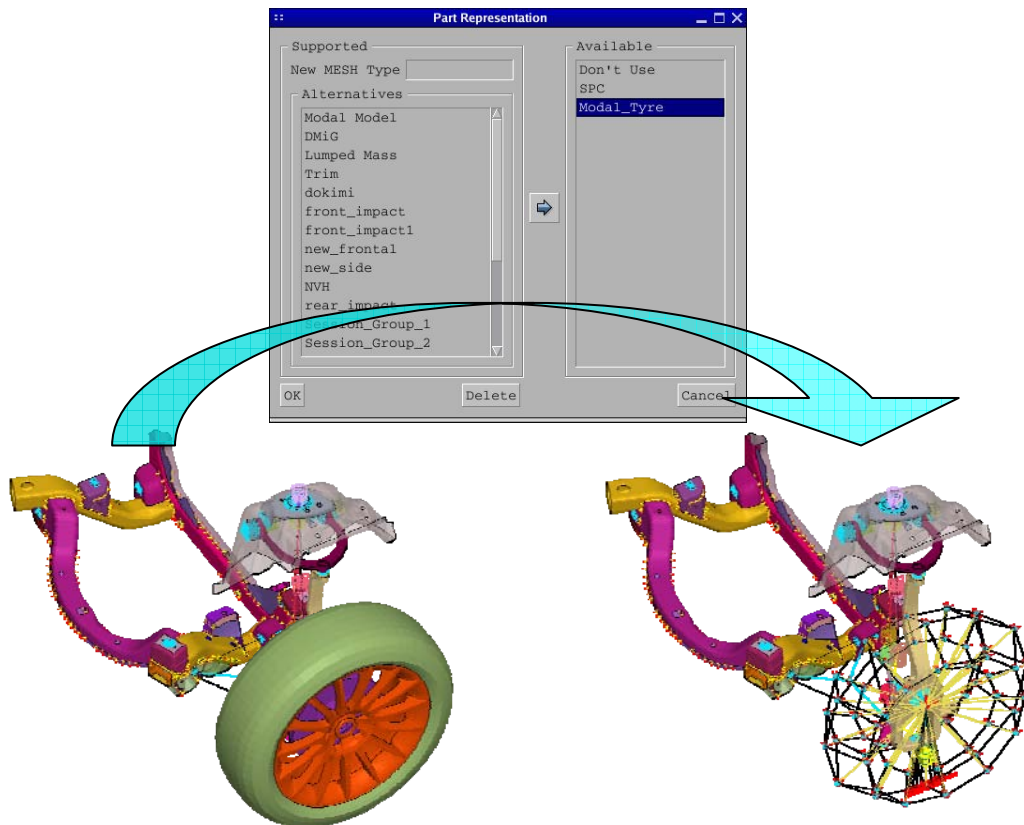 Part Representation
Supported
New MESH Type
Alternatives
Modal Model
DMiG
Lumped Mass
Trim
dokimi
front_impact
front_impact1
new_frontal
new_side
NVH
rear_impact
Session_Group_1
Session_Group_2
Available
Don't Use
SPC
Modal_Tyre
OK
Delete
Cancel